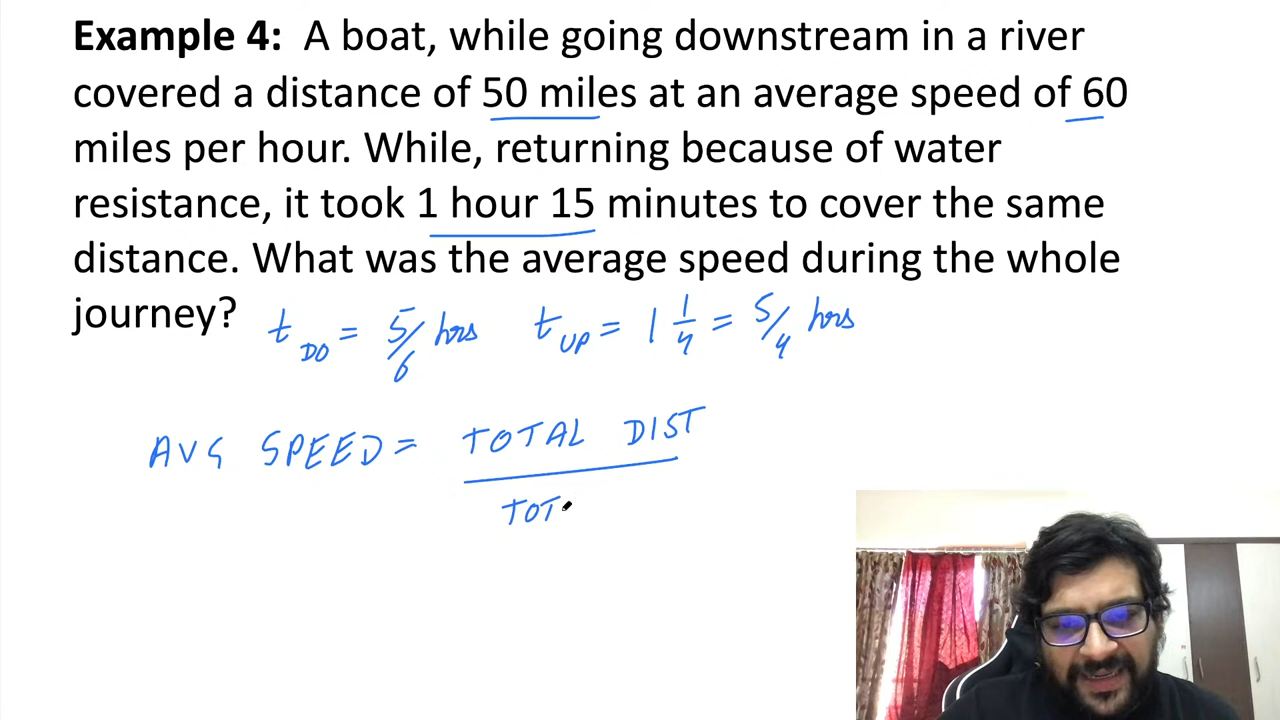 Example 4: A boat, while going downstream in a river
covered a distance of 50 miles at an average speed of 60
miles per hour. While, returning because of water
resistance, it took 1 hour 15 minutes to cover the same
distance. What was the average speed during the whole
journey?
t DO = 5/6 hrs t UP = 1 1/4 = 5/4 hrs
AVG SPEED = TOTAL DIST
TOT